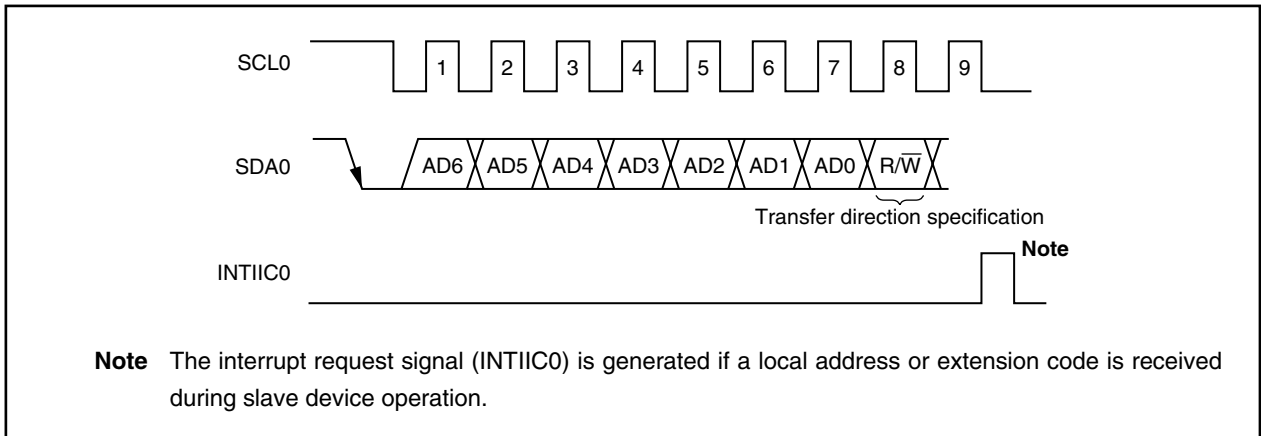 SCL0 1 2 3 4 5 6 7 8 9
SDA0 AD6 AD5 AD4 AD3 AD2 AD1 AD0 R/W̅
Transfer direction specification
Note
INTIIC0
Note The interrupt request signal (INTIIC0) is generated if a local address or extension code is received
during slave device operation.